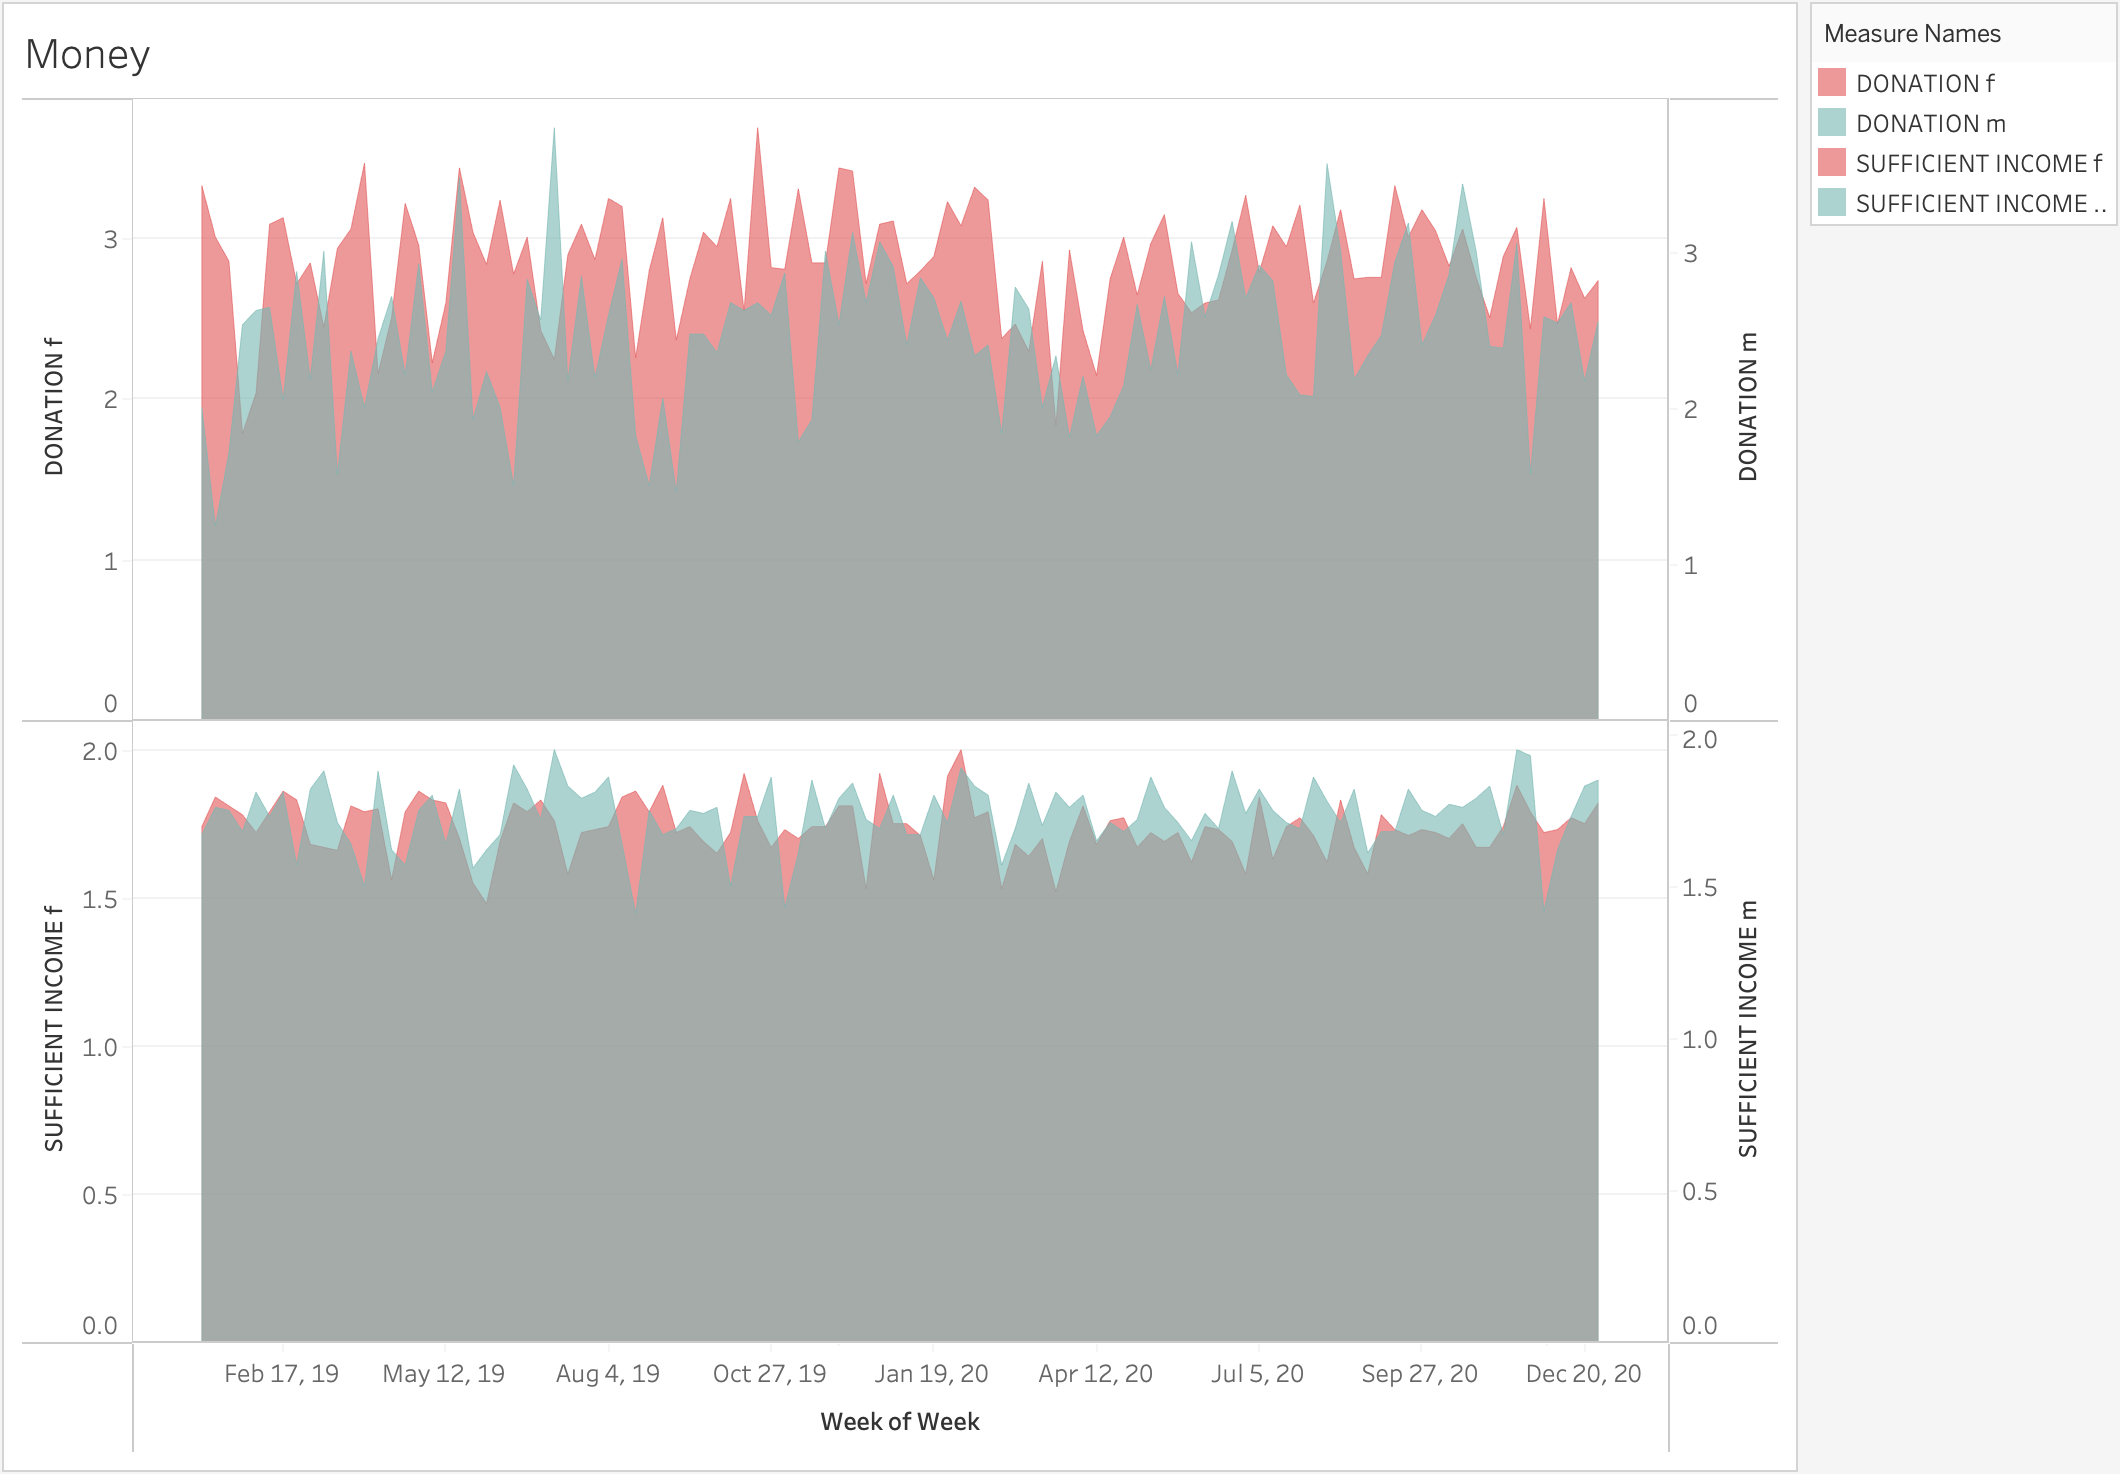 Money
Measure Names
DONATION f
DONATION m
SUFFICIENT INCOME f
SUFFICIENT INCOME ..
DONATION f
3
2
1
0
3
2
1
0
DONATION m
SUFFICIENT INCOME f
2.0
1.5
1.0
0.5
0.0
2.0
1.5
1.0
0.5
0.0
SUFFICIENT INCOME m
Feb 17, 19 May 12, 19 Aug 4, 19 Oct 27, 19 Jan 19, 20 Apr 12, 20 Jul 5, 20 Sep 27, 20 Dec 20, 20
Week of Week